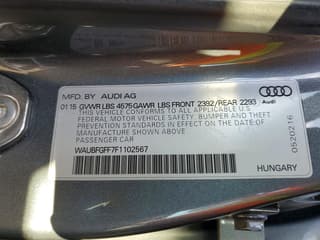 MFD. BY AUDI AG
01 15 GVWR LBS 4575 GAWR LBS FRONT 2392/REAR 2293
THIS VEHICLE CONFORMS TO ALL APPLICABLE
FEDERAL MOTOR VEHICLE SAFETY, BUMPER AND THEFT
PREVENTION STANDARDS IN EFFECT ON THE DATE OF
MANUFACTURE SHOWN ABOVE.
PASSENGER CAR
WAUBFGFF7F1102567
HUNGARY
Audi
0520216